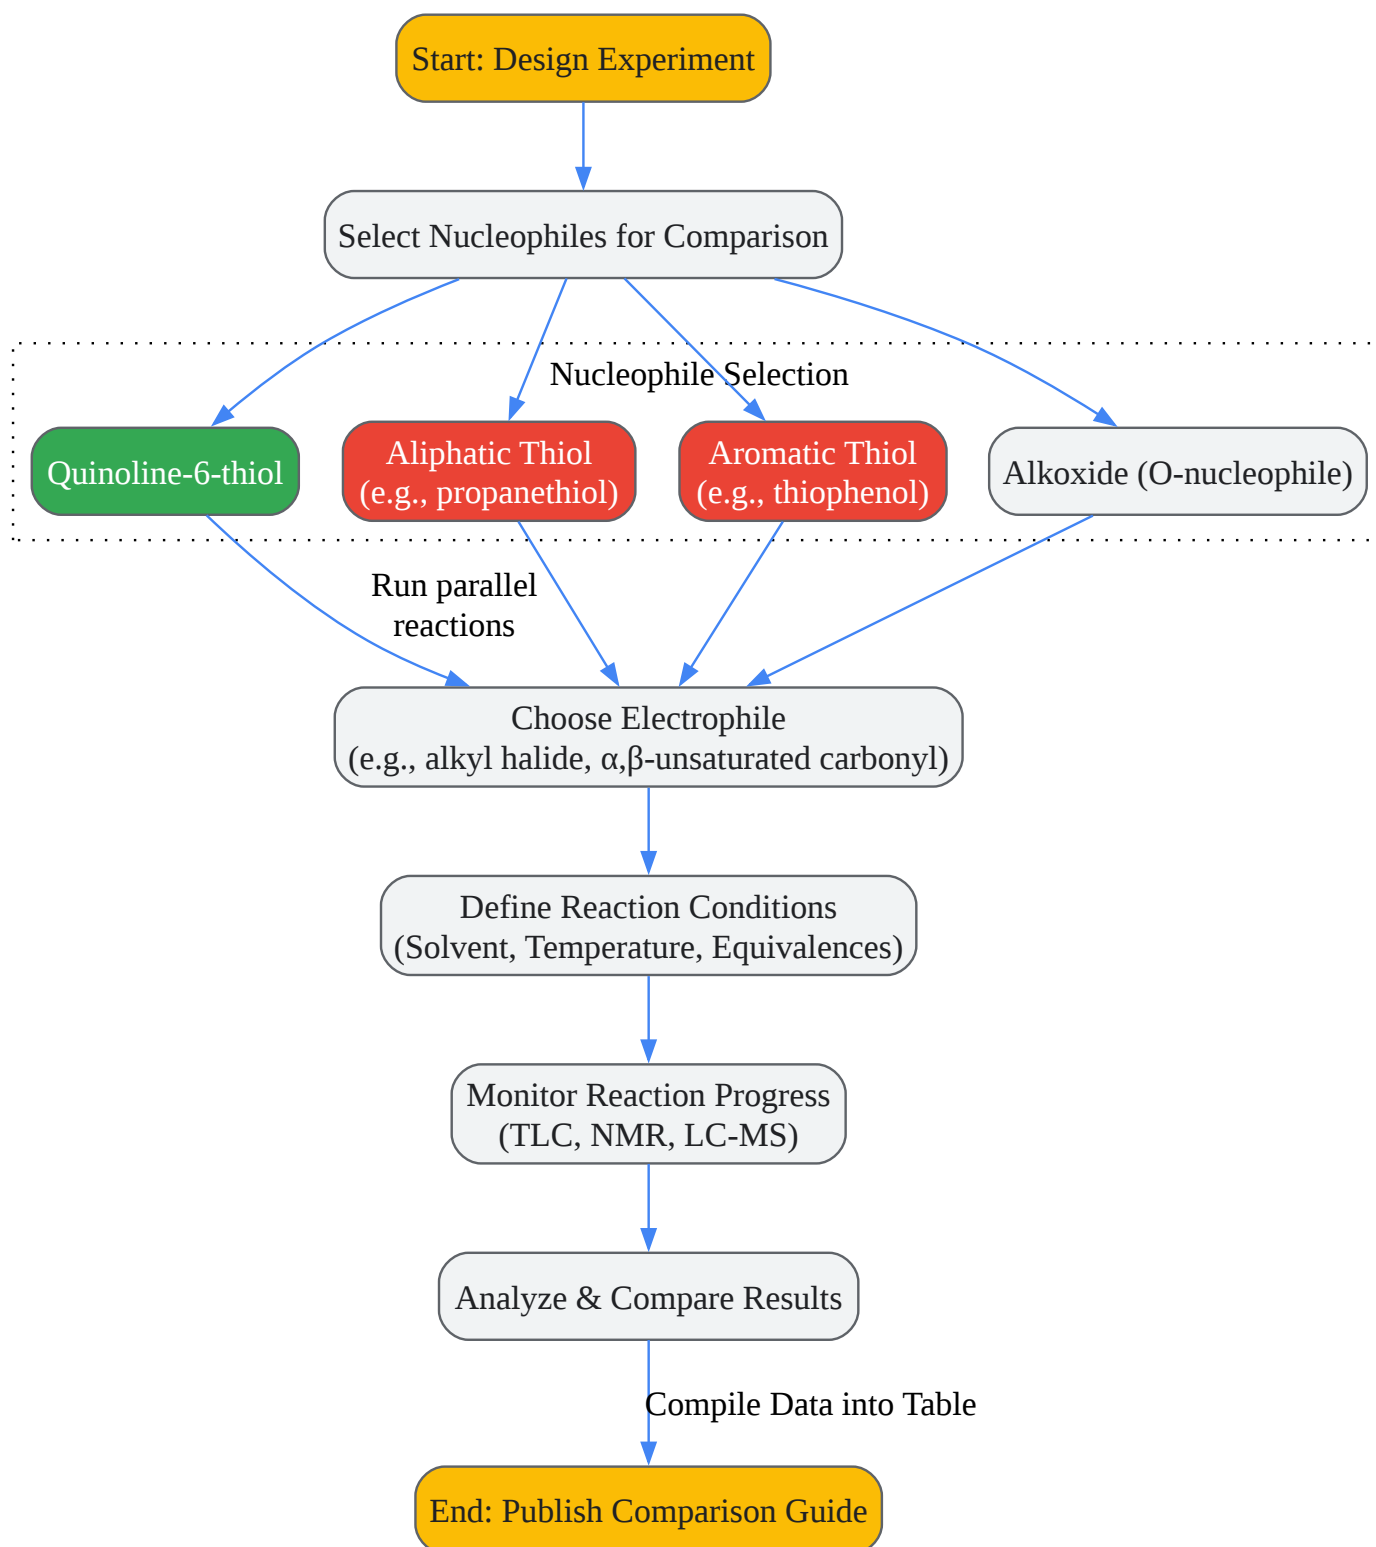 Start: Design Experiment
Select Nucleophiles for Comparison
Nucleophile Selection
Quinoline-6-thiol
Aliphatic Thiol
(e.g., propanethiol)
Aromatic Thiol
(e.g., thiophenol)
Alkoxide (O-nucleophile)
Run parallel
reactions
Choose Electrophile
(e.g., alkyl halide, α,β-unsaturated carbonyl)
Define Reaction Conditions
(Solvent, Temperature, Equivalences)
Monitor Reaction Progress
(TLC, NMR, LC-MS)
Analyze & Compare Results
Compile Data into Table
End: Publish Comparison Guide